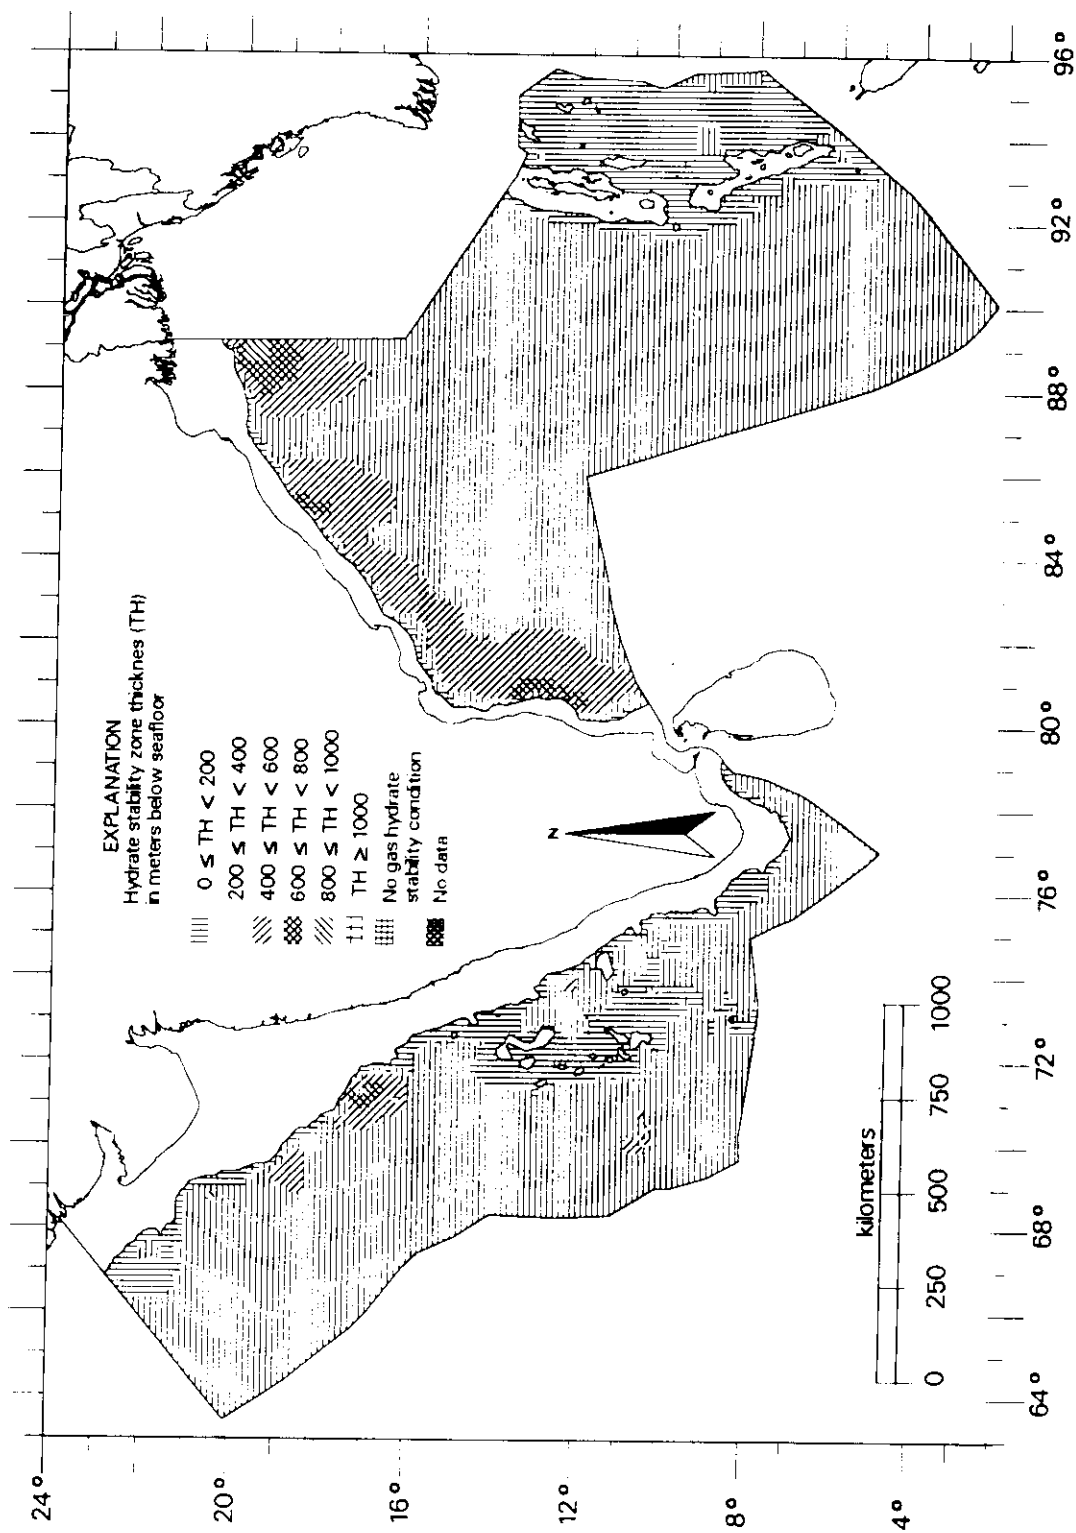 EXPLANATION
Hydrate stability zone thicknes (TH)
in meters below seafloor
0 ≤ TH < 200
200 ≤ TH < 400
400 ≤ TH < 600
600 ≤ TH < 800
800 ≤ TH < 1000
TH ≥ 1000
No gas hydrate
stability condition
No data
N
kilometers
0 250 500 750 1000
24°
20°
16°
12°
8°
4°
64° 68° 72° 76° 80° 84° 88° 92° 96°